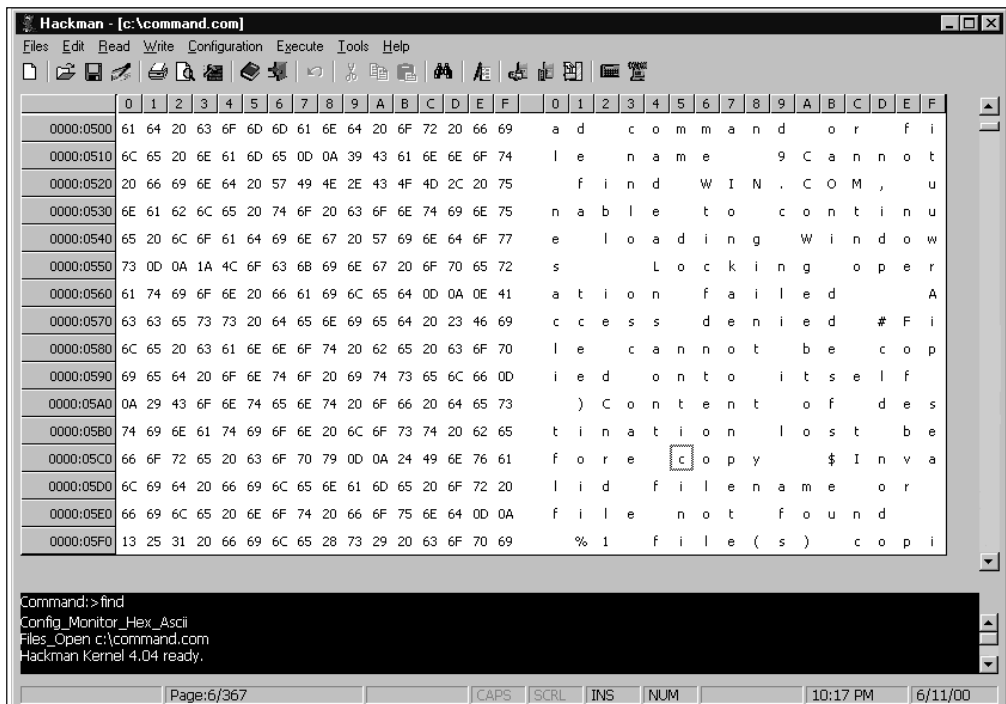 Hackman - [c:\command.com]
Files Edit Read Write Configuration Execute Tools Help
0 1 2 3 4 5 6 7 8 9 A B C D E F 0 1 2 3 4 5 6 7 8 9 A B C D E F
0000:0500 61 64 20 63 6F 6D 6D 61 6E 64 20 6F 72 20 66 69 a d c o m m a n d o r f i
0000:0510 6C 65 20 6E 61 6D 65 0D 0A 39 43 61 6E 6E 6F 74 l e n a m e 9 C a n n o t
0000:0520 20 66 69 6E 64 20 57 49 4E 2E 43 4F 4D 2C 20 75 f i n d W I N . C O M , u
0000:0530 6E 61 62 6C 65 20 74 6F 20 63 6F 6E 74 69 6E 75 n a b l e t o c o n t i n u
0000:0540 65 20 6C 6F 61 64 69 6E 67 20 57 69 6E 64 6F 77 e l o a d i n g W i n d o w
0000:0550 73 0D 0A 1A 4C 6F 63 6B 69 6E 67 20 6F 70 65 72 s L o c k i n g o p e r
0000:0560 61 74 69 6F 6E 20 66 61 69 6C 65 64 0D 0A 0E 41 a t i o n f a i l e d A
0000:0570 63 63 65 73 73 20 64 65 6E 69 65 64 20 23 46 69 c c e s s d e n i e d # F i
0000:0580 6C 65 20 63 61 6E 6E 6F 74 20 62 65 20 63 6F 70 l e c a n n o t b e c o p
0000:0590 69 65 64 20 6F 6E 74 6F 20 69 74 73 65 6C 66 0D i e d o n t o i t s e l f
0000:05A0 0A 29 43 6F 6E 74 65 6E 74 20 6F 66 20 64 65 73 ) C o n t e n t o f d e s
0000:05B0 74 69 6E 61 74 69 6F 6E 20 6C 6F 73 74 20 62 65 t i n a t i o n l o s t b e
0000:05C0 66 6F 72 65 20 63 6F 70 79 0D 0A 24 49 6E 76 61 f o r e c o p y $ I n v a
0000:05D0 6C 69 64 20 66 69 6C 65 6E 61 6D 65 20 6F 72 20 l i d f i l e n a m e o r
0000:05E0 66 69 6C 65 20 6E 6F 74 20 66 6F 75 6E 64 0D 0A f i l e n o t f o u n d
0000:05F0 13 25 31 20 66 69 6C 65 28 73 29 20 63 6F 70 69 % 1 f i l e ( s ) c o p i
Command:>find
Config_Monitor_Hex_Ascii
Files_Open c:\command.com
Hackman Kernel 4.04 ready.
Page:6/367 CAPS SCRL INS NUM 10:17 PM 6/11/00